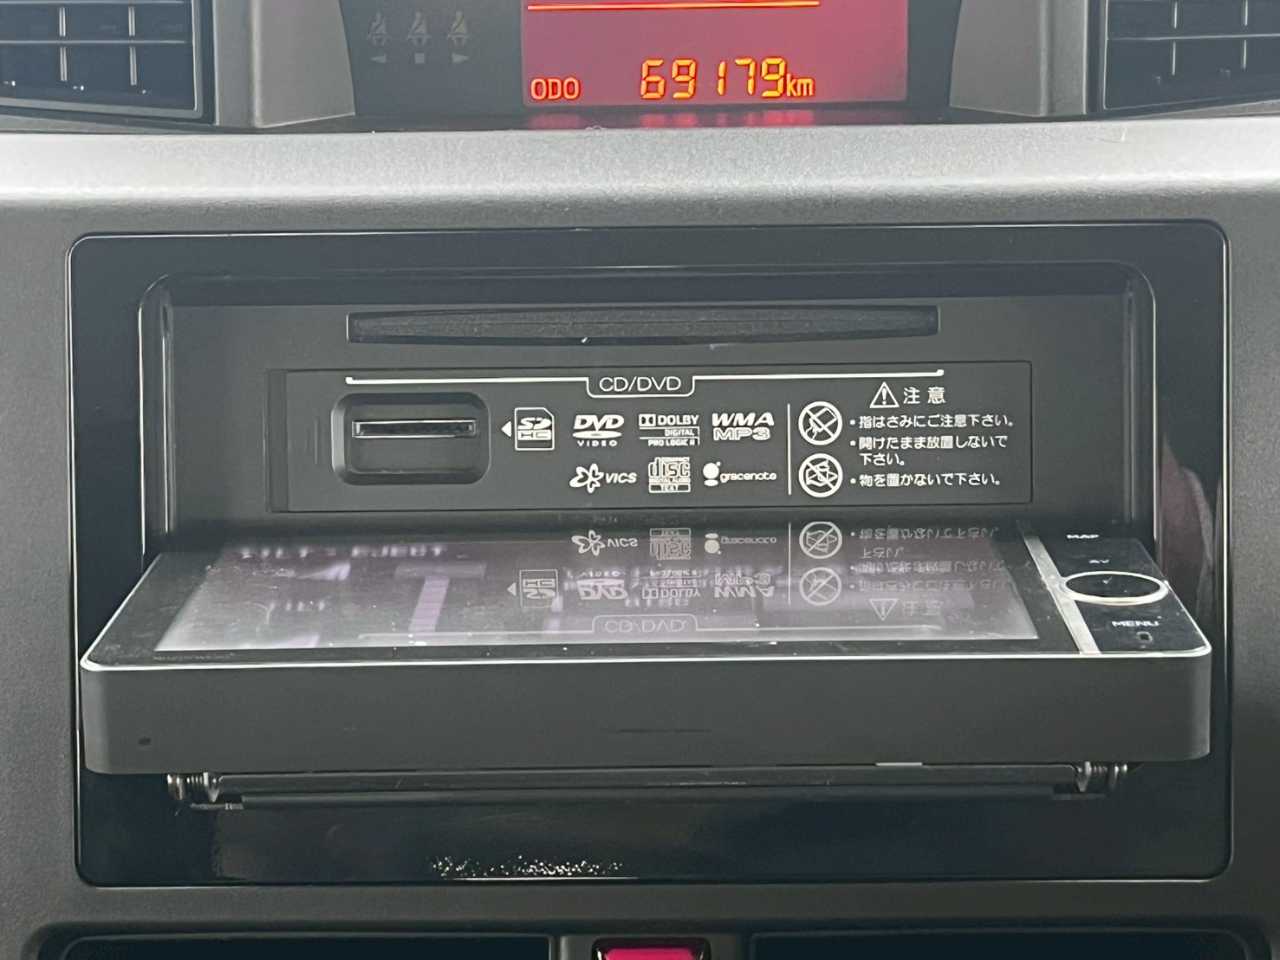 ODO 69179km
CD/DVD
SD HC
DVD VIDEO
DOLBY DIGITAL PRO LOGIC II
WMA MP3
VICS
disc DIGITAL AUDIO TEXT
gracenote
注意
・指はさみにご注意下さい。
・開けたまま放置しないで
下さい。
・物を置かないで下さい。
MAP
AV
MENU